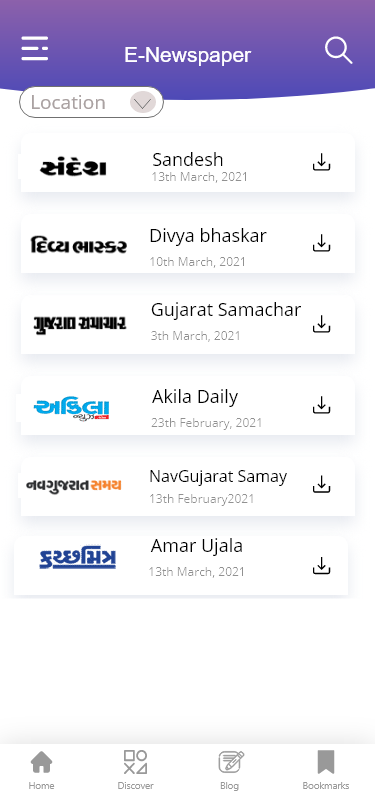 E-Newspaper
Location
સંદેશ
Sandesh
13th March, 2021
દિવ્ય ભાસ્કર
Divya bhaskar
10th March, 2021
ગુજરાત સમાચાર
Gujarat Samachar
3th March, 2021
અકિલા
ન્યૂઝ
Akila Daily
23th February, 2021
નવગુજરાત સમય
NavGujarat Samay
13th February2021
કચ્છમિત્ર
Amar Ujala
13th March, 2021
Home Discover Blog Bookmarks